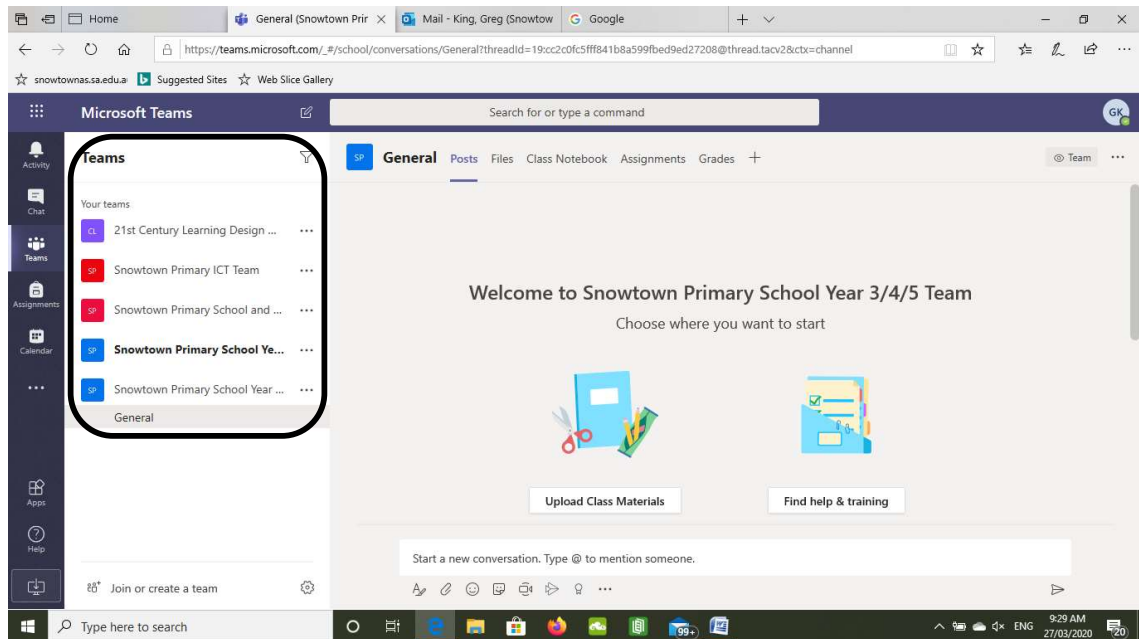 Home
General (Snowtown Prir
Mail - King, Greg (Snowtow
Google
https://teams.microsoft.com/_#/school/conversations/General?threadId=19:cc2c0fc5fff841b8a599fbed9ed27208@thread.tacv2&ctx=channel
snowtownas.sa.edu.a
Suggested Sites
Web Slice Gallery
Microsoft Teams
Search for or type a command
GK
Activity
Chat
Teams
Assignments
Calendar
Apps
Help
Teams
Your teams
CL 21st Century Learning Design ...
SP Snowtown Primary ICT Team
SP Snowtown Primary School and ...
SP Snowtown Primary School Ye...
SP Snowtown Primary School Year ...
General
Join or create a team
SP General Posts Files Class Notebook Assignments Grades
Team
Welcome to Snowtown Primary School Year 3/4/5 Team
Choose where you want to start
Upload Class Materials
Find help & training
Start a new conversation. Type @ to mention someone.
Type here to search
99+
ENG
9:29 AM
27/03/2020
20